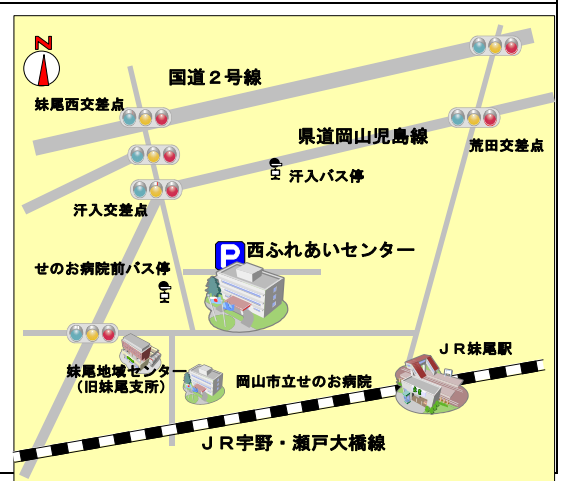 N
国道２号線
妹尾西交差点
県道岡山児島線
荒田交差点
汗入バス停
汗入交差点
P
西ふれあいセンター
せのお病院前バス停
ＪＲ妹尾駅
妹尾地域センター
（旧妹尾支所）
岡山市立せのお病院
ＪＲ宇野・瀬戸大橋線